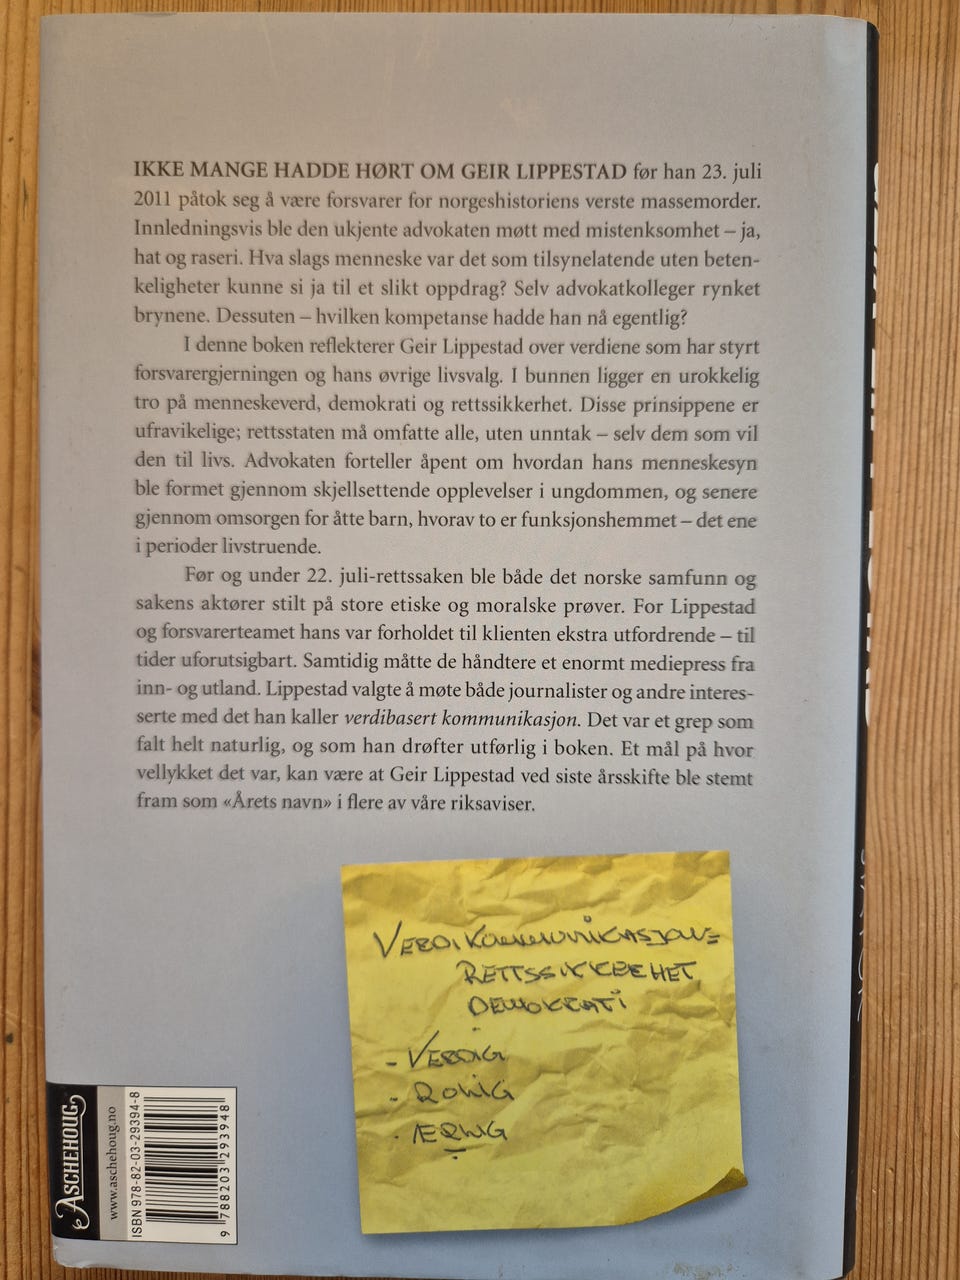 IKKE MANGE HADDE HØRT OM GEIR LIPPESTAD før han 23. juli
2011 påtok seg å være forsvarer for norgeshistoriens verste massemorder.
Innledningsvis ble den ukjente advokaten møtt med mistenksomhet – ja,
hat og raseri. Hva slags menneske var det som tilsynelatende uten beten-
keligheter kunne si ja til et slikt oppdrag? Selv advokatkolleger rynket
brynene. Dessuten – hvilken kompetanse hadde han nå egentlig?
I denne boken reflekterer Geir Lippestad over verdiene som har styrt
forsvarergjerningen og hans øvrige livsvalg. I bunnen ligger en urokkelig
tro på menneskeverd, demokrati og rettssikkerhet. Disse prinsippene er
ufravikelige; rettsstaten må omfatte alle, uten unntak – selv dem som vil
den til livs. Advokaten forteller åpent om hvordan hans menneskesyn
ble formet gjennom skjellsettende opplevelser i ungdommen, og senere
gjennom omsorgen for åtte barn, hvorav to er funksjonshemmet – det ene
i perioder livstruende.
Før og under 22. juli-rettssaken ble både det norske samfunn og
sakens aktører stilt på store etiske og moralske prøver. For Lippestad
og forsvarerteamet hans var forholdet til klienten ekstra utfordrende – til
tider uforutsigbart. Samtidig måtte de håndtere et enormt mediepress fra
inn- og utland. Lippestad valgte å møte både journalister og andre interes-
serte med det han kaller verdibasert kommunikasjon. Det var et grep som
falt helt naturlig, og som han drøfter utførlig i boken. Et mål på hvor
vellykket det var, kan være at Geir Lippestad ved siste årsskifte ble stemt
fram som «Årets navn» i flere av våre riksaviser.
VERDIKOMMUNIKASJON=
RETTSSIKKERHET
DEMOKRATI
- VERDIG
- ROLIG
- ÆRLIG
ASCHEHOUG
www.aschehoug.no
ISBN 978-82-03-29394-8
9 788203 293948